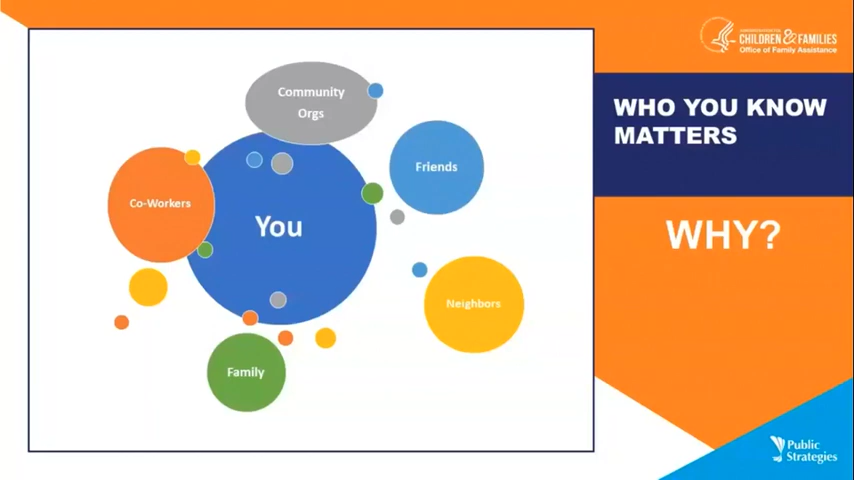 Community
Orgs
Friends
Co-Workers
You
Neighbors
Family
CHILDREN & FAMILIES
Office of Family Assistance
WHO YOU KNOW
MATTERS
WHY?
Public
Strategies